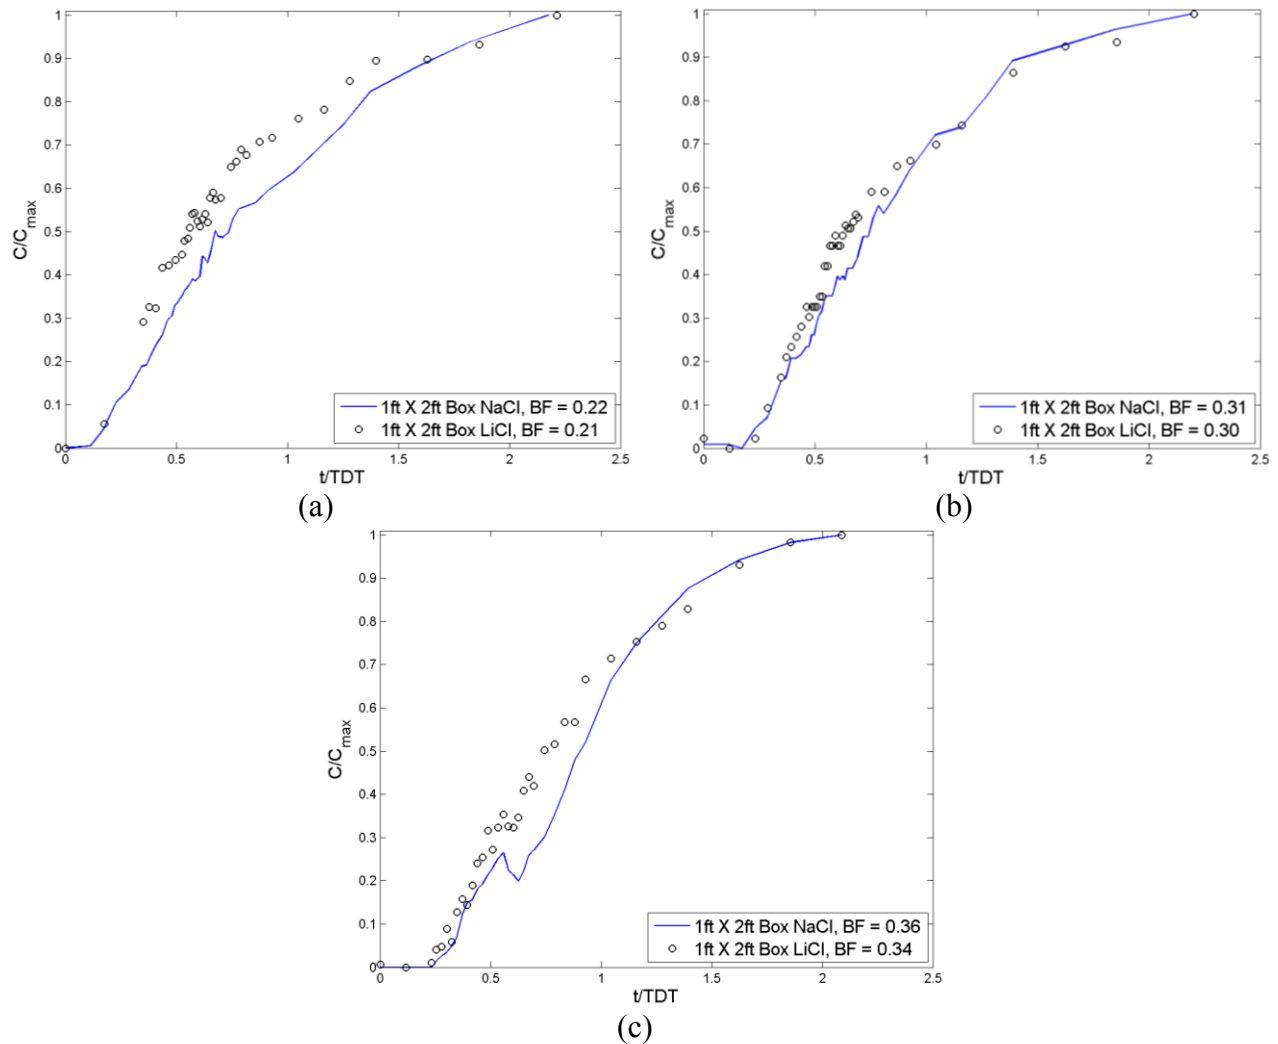 1
0.9
0.8
0.7
0.6
0.5
0.4
0.3
0.2
0.1
0
C/Cmax
0 0.5 1 1.5 2 2.5
t/TDT
1ft X 2ft Box NaCl, BF = 0.22
1ft X 2ft Box LiCl, BF = 0.21
(a)
1
0.9
0.8
0.7
0.6
0.5
0.4
0.3
0.2
0.1
0
C/Cmax
0 0.5 1 1.5 2 2.5
t/TDT
1ft X 2ft Box NaCl, BF = 0.31
1ft X 2ft Box LiCl, BF = 0.30
(b)
1
0.9
0.8
0.7
0.6
0.5
0.4
0.3
0.2
0.1
0
C/Cmax
0 0.5 1 1.5 2 2.5
t/TDT
1ft X 2ft Box NaCl, BF = 0.36
1ft X 2ft Box LiCl, BF = 0.34
(c)